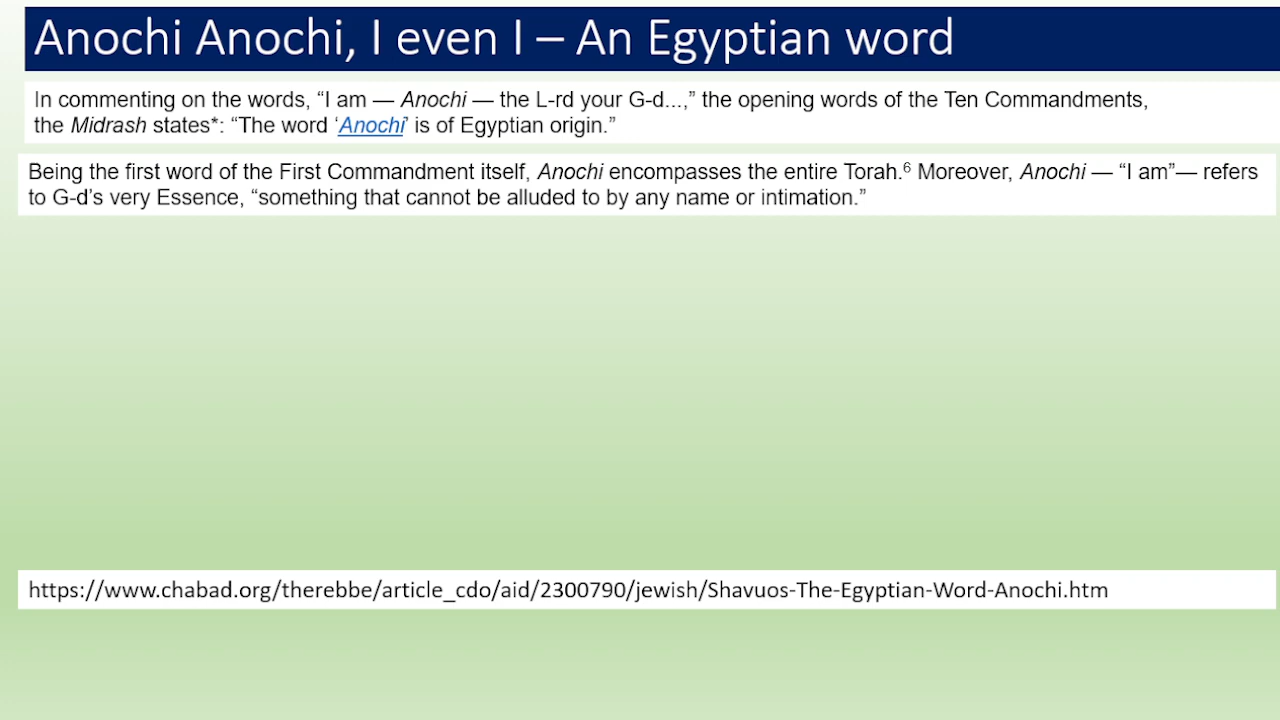 Anochi Anochi, I even I – An Egyptian word
In commenting on the words, “I am — Anochi — the L-rd your G-d...,” the opening words of the Ten Commandments,
the Midrash states*: “The word ‘Anochi’ is of Egyptian origin.”
Being the first word of the First Commandment itself, Anochi encompasses the entire Torah.⁶ Moreover, Anochi — “I am”— refers
to G-d’s very Essence, “something that cannot be alluded to by any name or intimation.”
https://www.chabad.org/therebbe/article_cdo/aid/2300790/jewish/Shavuos-The-Egyptian-Word-Anochi.htm